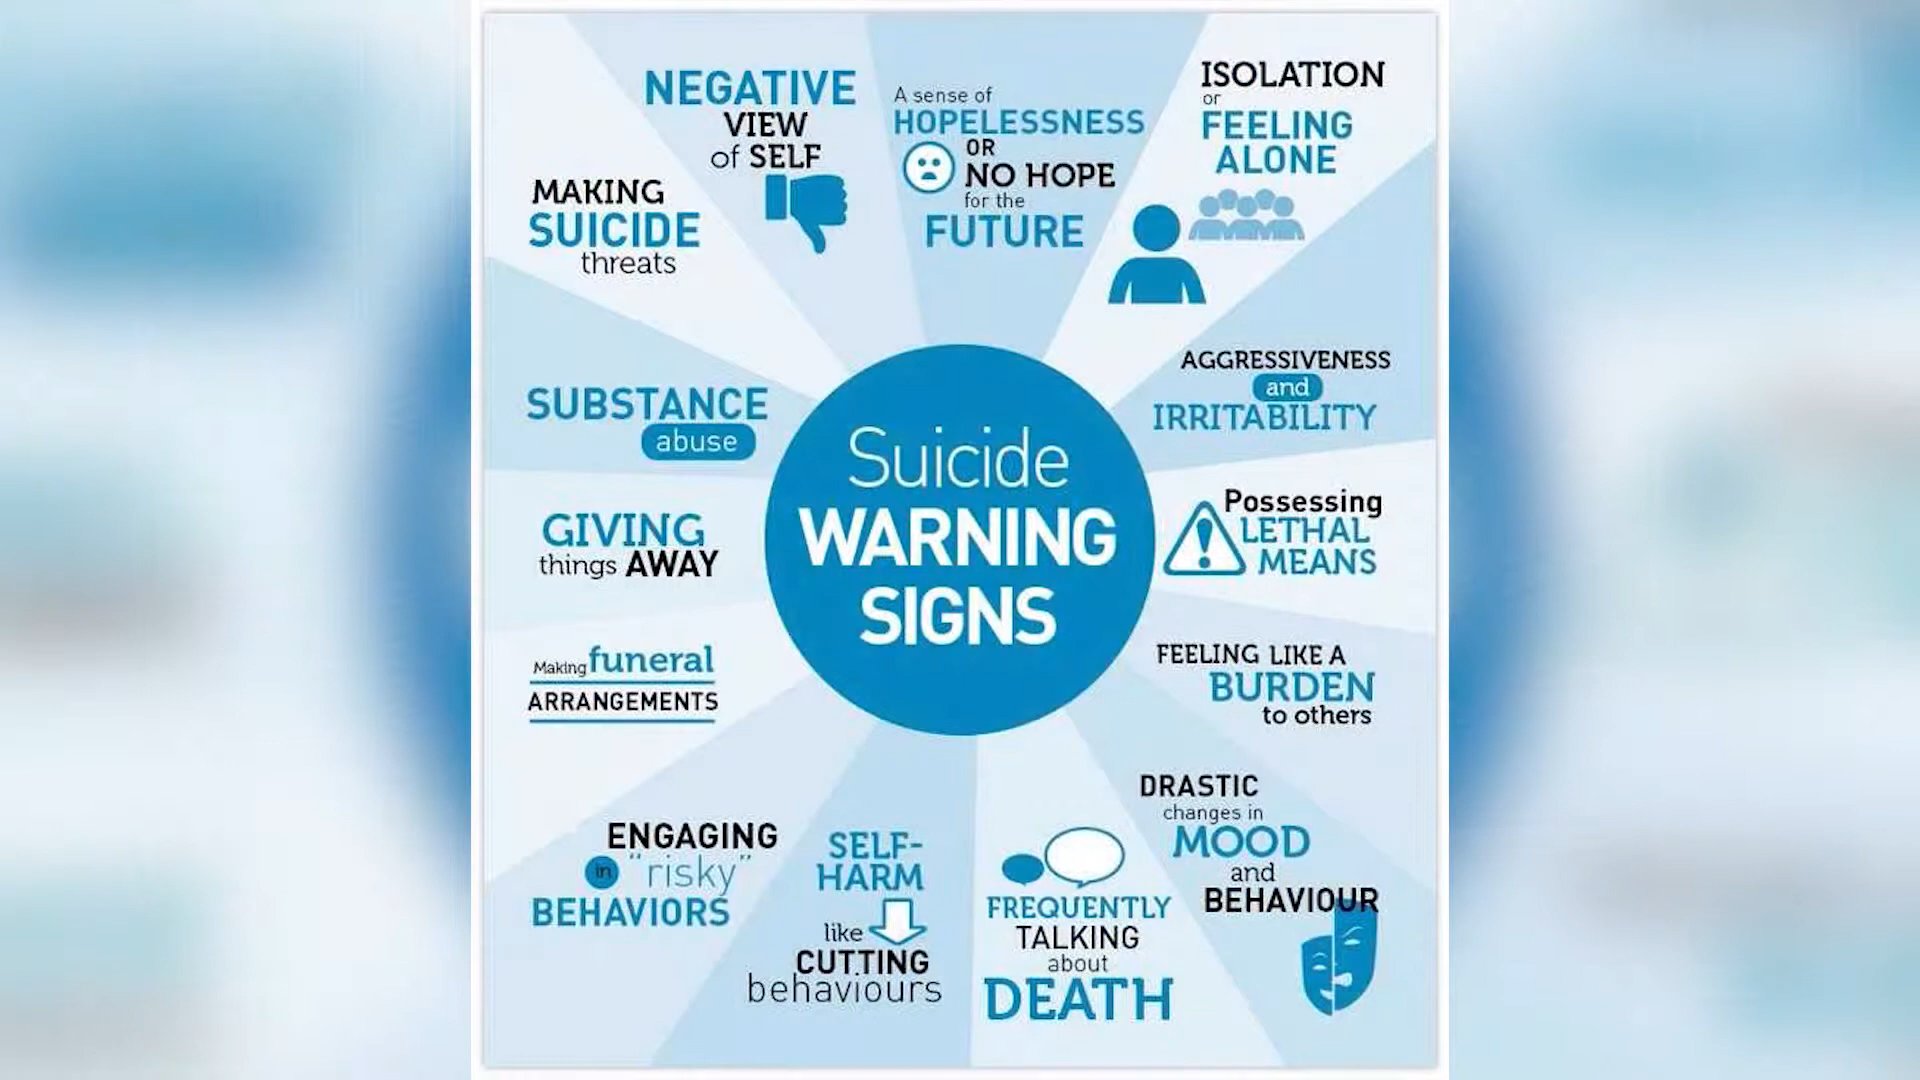 Suicide
WARNING
SIGNS
NEGATIVE
VIEW
of SELF
A sense of
HOPELESSNESS
OR
NO HOPE
for the
FUTURE
ISOLATION
or
FEELING
ALONE
AGGRESSIVENESS
and
IRRITABILITY
Possessing
LETHAL
MEANS
FEELING LIKE A
BURDEN
to others
DRASTIC
changes in
MOOD
and
BEHAVIOUR
FREQUENTLY
TALKING
about
DEATH
SELF-
HARM
like
CUTTING
behaviours
ENGAGING
in "risky"
BEHAVIORS
Making funeral
ARRANGEMENTS
GIVING
things AWAY
SUBSTANCE
abuse
MAKING
SUICIDE
threats